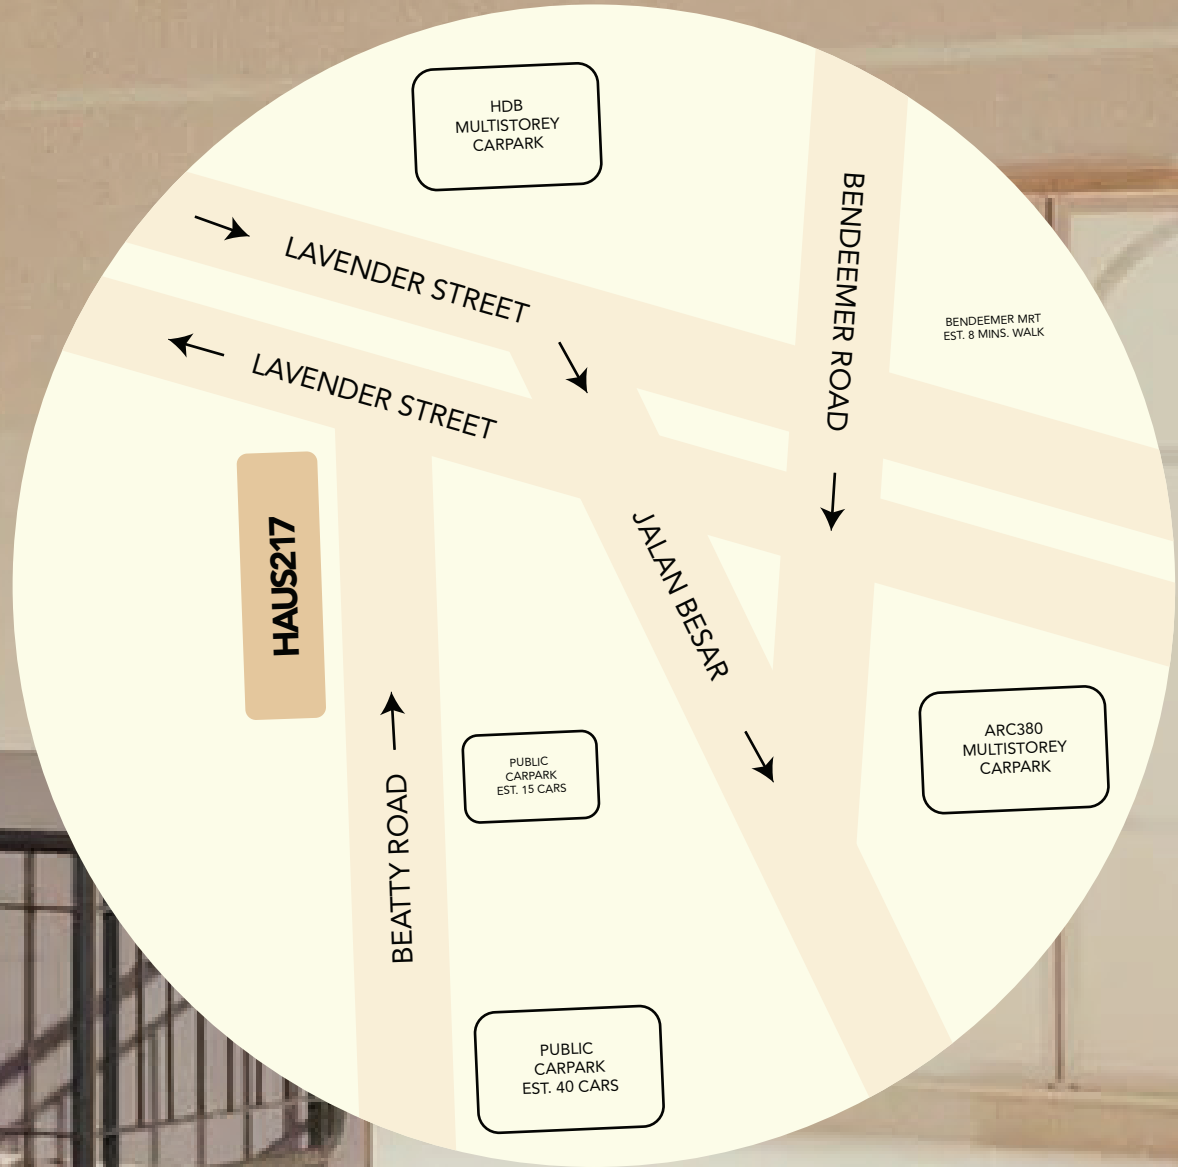 HDB
MULTISTOREY
CARPARK
LAVENDER STREET
LAVENDER STREET
BENDEEMER ROAD
BENDEEMER MRT
EST. 8 MINS. WALK
HAUS217
JALAN BESAR
ARC380
MULTISTOREY
CARPARK
PUBLIC
CARPARK
EST. 15 CARS
BEATTY ROAD
PUBLIC
CARPARK
EST. 40 CARS